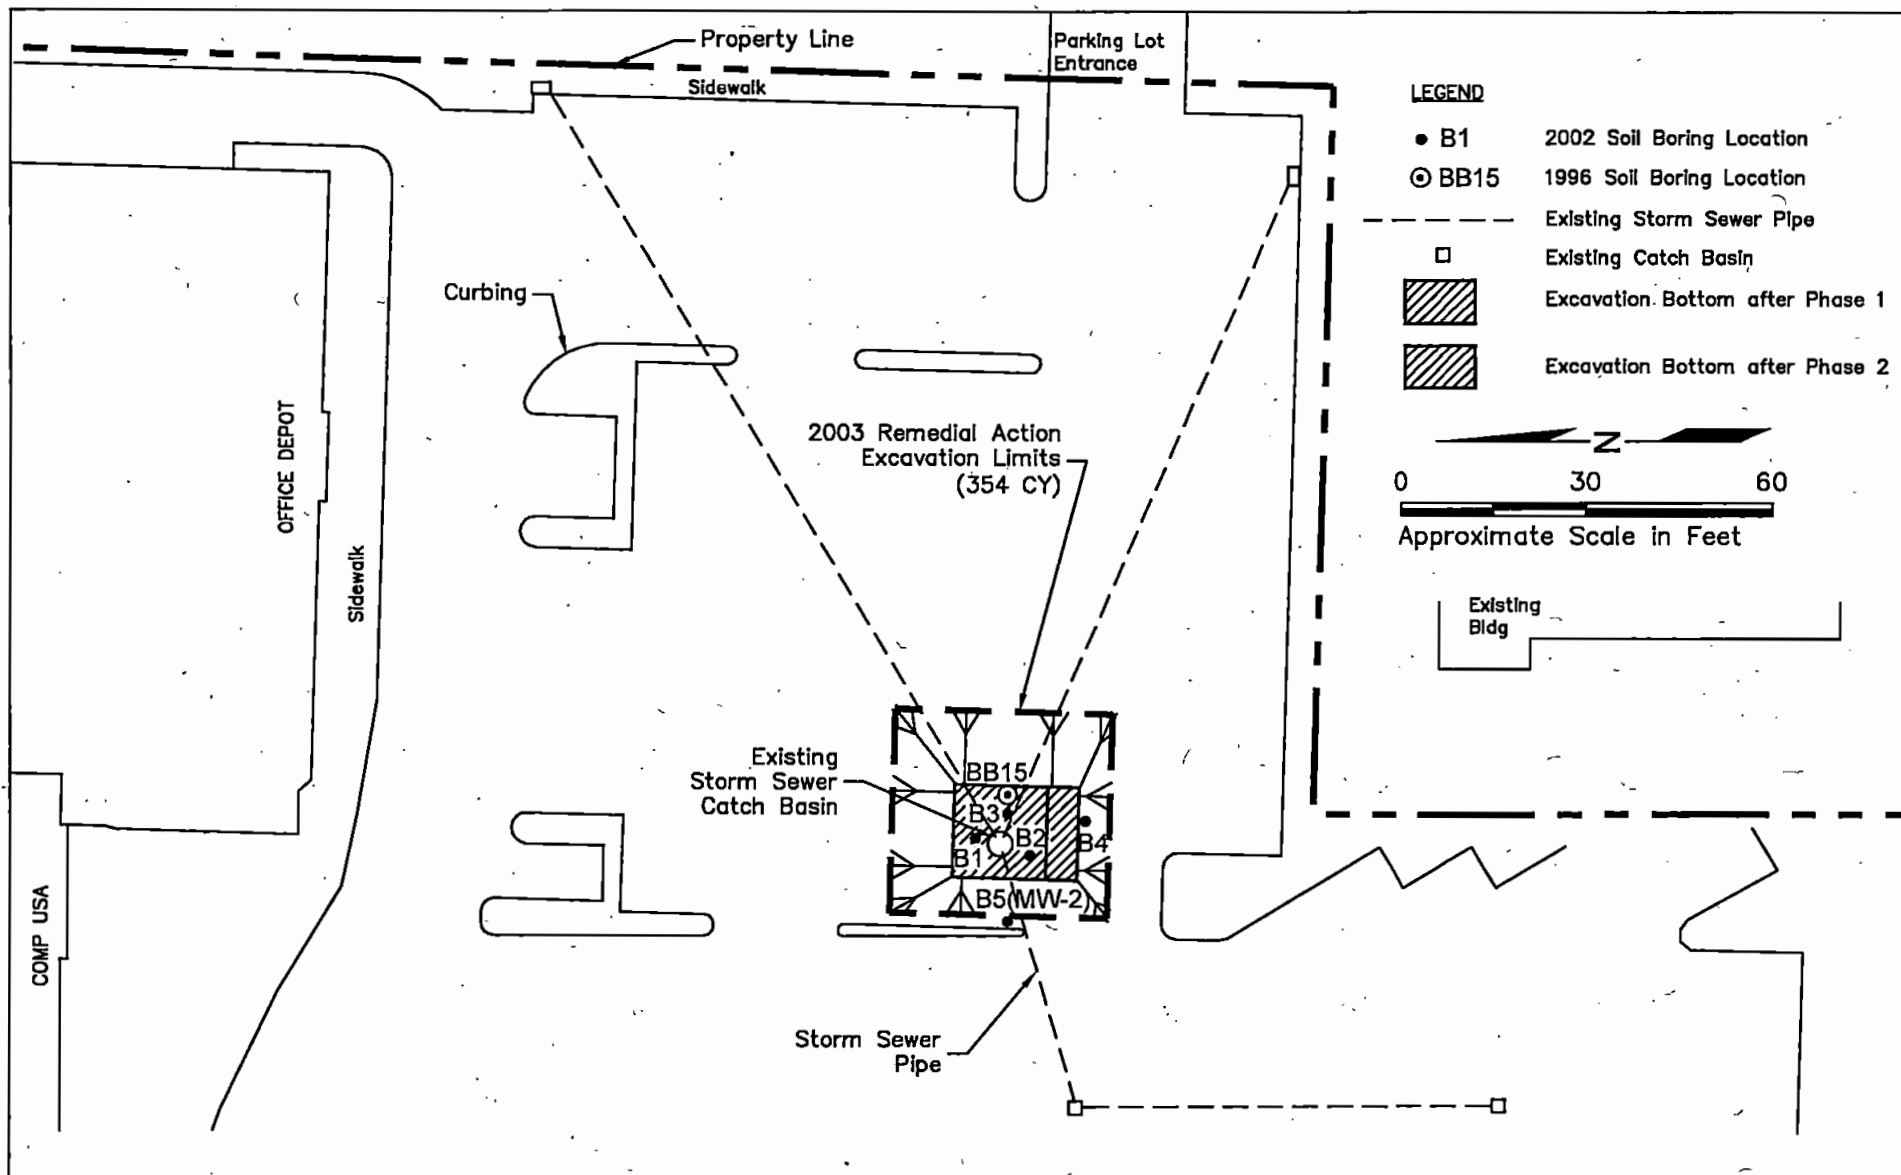 Property Line
Parking Lot
Entrance
Sidewalk
LEGEND
B1 2002 Soil Boring Location
BB15 1996 Soil Boring Location
Existing Storm Sewer Pipe
Existing Catch Basin
Excavation Bottom after Phase 1
Excavation Bottom after Phase 2
N
0 30 60
Approximate Scale in Feet
Curbing
OFFICE DEPOT
Sidewalk
2003 Remedial Action
Excavation Limits
(354 CY)
Existing
Bldg
Existing
Storm Sewer
Catch Basin
BB15
B3
B2
B4
B1
B5(MW-2)
COMP USA
Storm Sewer
Pipe